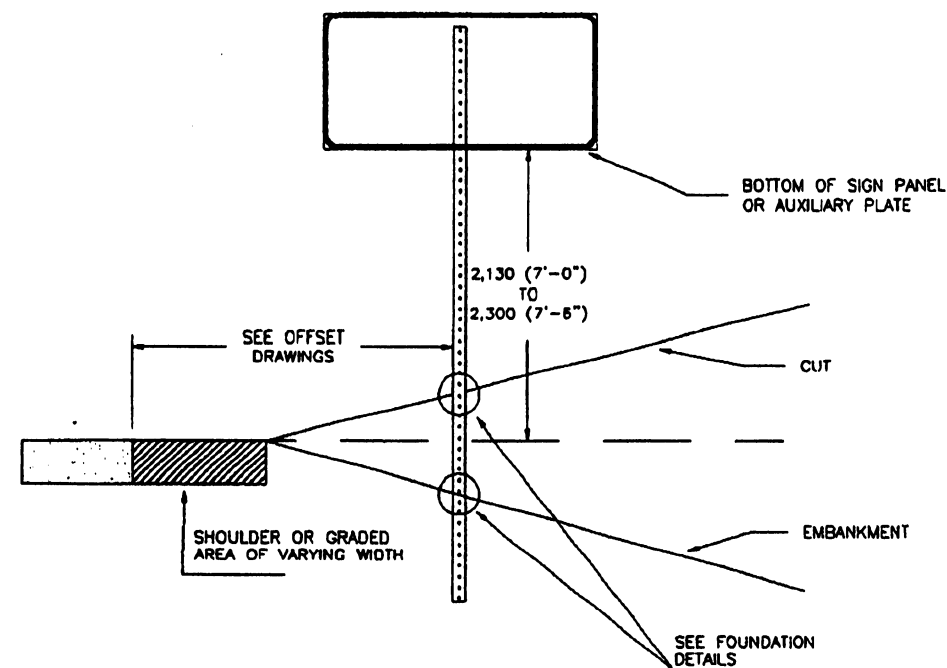 BOTTOM OF SIGN PANEL
OR AUXILIARY PLATE
2,130 (7'-0")
TO
2,300 (7'-6")
SEE OFFSET
DRAWINGS
CUT
SHOULDER OR GRADED
AREA OF VARYING WIDTH
EMBANKMENT
SEE FOUNDATION
DETAILS